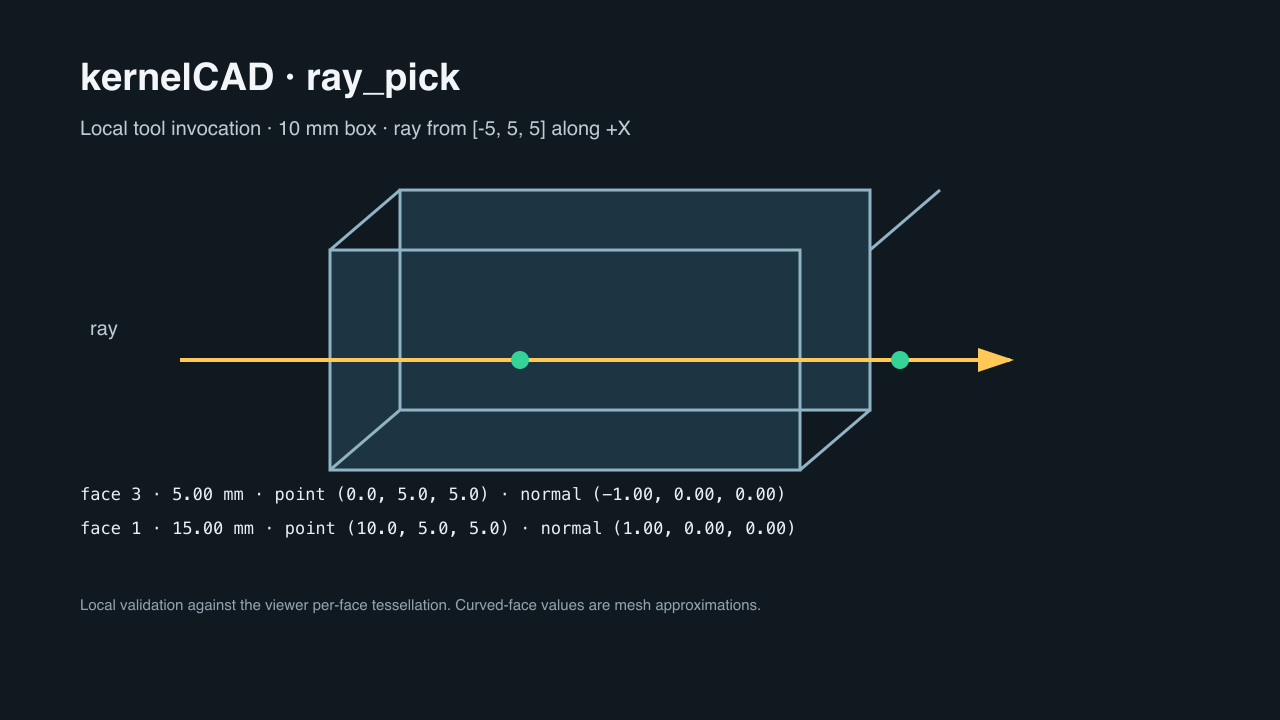 kernelCAD · ray_pick
Local tool invocation · 10 mm box · ray from [-5, 5, 5] along +X
ray
face 3 · 5.00 mm · point (0.0, 5.0, 5.0) · normal (−1.00, 0.00, 0.00)
face 1 · 15.00 mm · point (10.0, 5.0, 5.0) · normal (1.00, 0.00, 0.00)
Local validation against the viewer per-face tessellation. Curved-face values are mesh approximations.